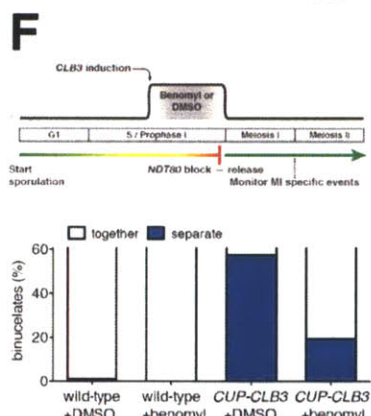 F
CLB3 induction
Benomyl or
DMSO
G1 S / Prophase I Meiosis I Meiosis II
Start
sporulation
NDT80 block – release
Monitor MI specific events
together separate
binucleates (%)
60
40
20
0
wild-type wild-type CUP-CLB3 CUP-CLB3
+DMSO +benomyl +DMSO +benomyl